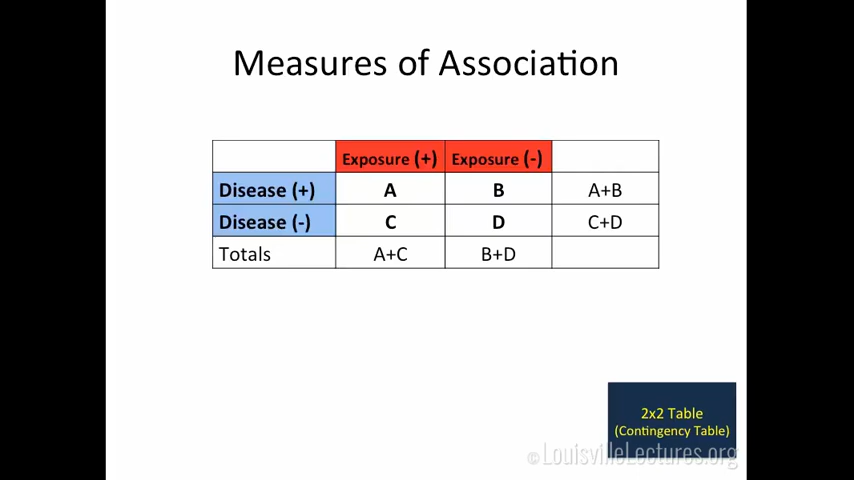 Measures of Association
Exposure (+) Exposure (-)
Disease (+) A B A+B
Disease (-) C D C+D
Totals A+C B+D
2x2 Table
(Contingency Table)
©LouisvilleLectures.org